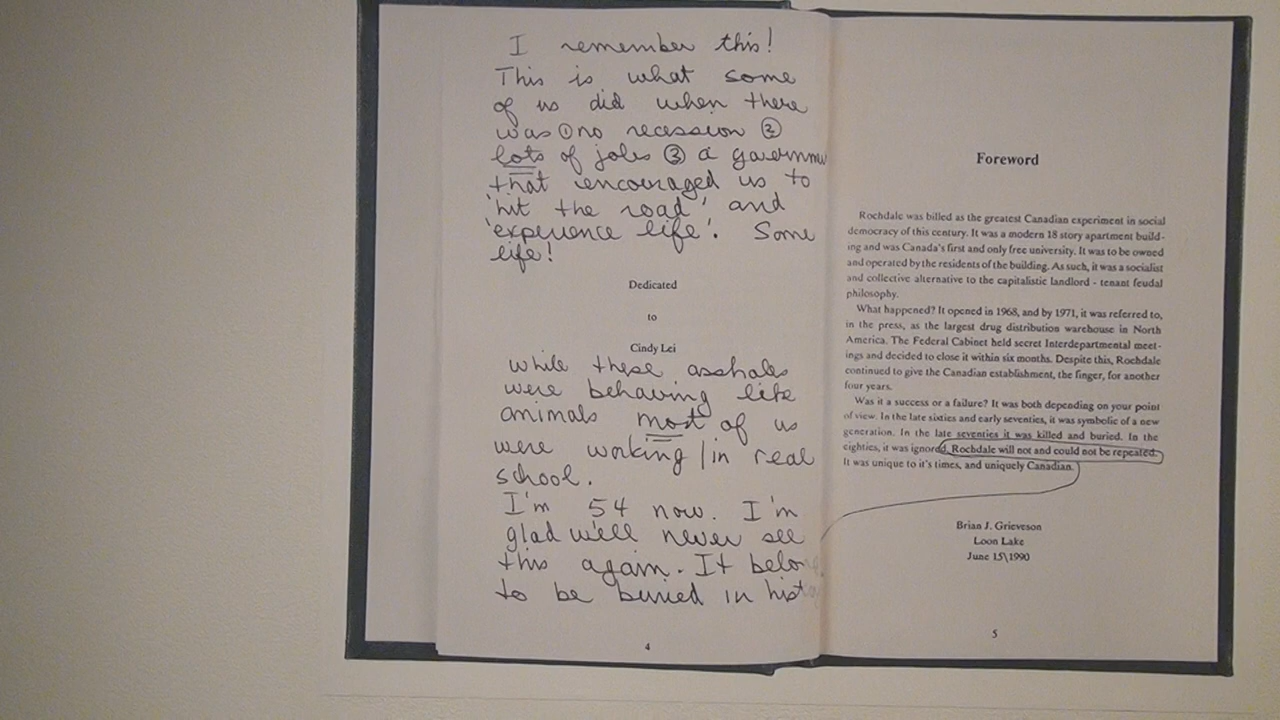 I remember this!
This is what some
of us did when there
was ① no recession ②
lots of jobs ③ a governm
that encouraged us to
'hit the road' and
'experience life'. Some
life!
Dedicated
to
Cindy Lei
while these assholes
were behaving like
animals most of us
were working/in real
school.
I'm 54 now. I'm
glad we'll never see
this again. It belong
to be buried in history
4
Foreword
Rochdale was billed as the greatest Canadian experiment in social
democracy of this century. It was a modern 18 story apartment build-
ing and was Canada's first and only free university. It was to be owned
and operated by the residents of the building. As such, it was a socialist
and collective alternative to the capitalistic landlord - tenant feudal
philosophy.
What happened? It opened in 1968, and by 1971, it was referred to,
in the press, as the largest drug distribution warehouse in North
America. The Federal Cabinet held secret Interdepartmental meet-
ings and decided to close it within six months. Despite this, Rochdale
continued to give the Canadian establishment, the finger, for another
four years.
Was it a success or a failure? It was both depending on your point
of view. In the late sixties and early seventies, it was symbolic of a new
generation. In the late seventies it was killed and buried. In the
eighties, it was ignored. Rochdale will not and could not be repeated.
It was unique to it's times, and uniquely Canadian.
Brian J. Grieveson
Loon Lake
June 15\1990
5